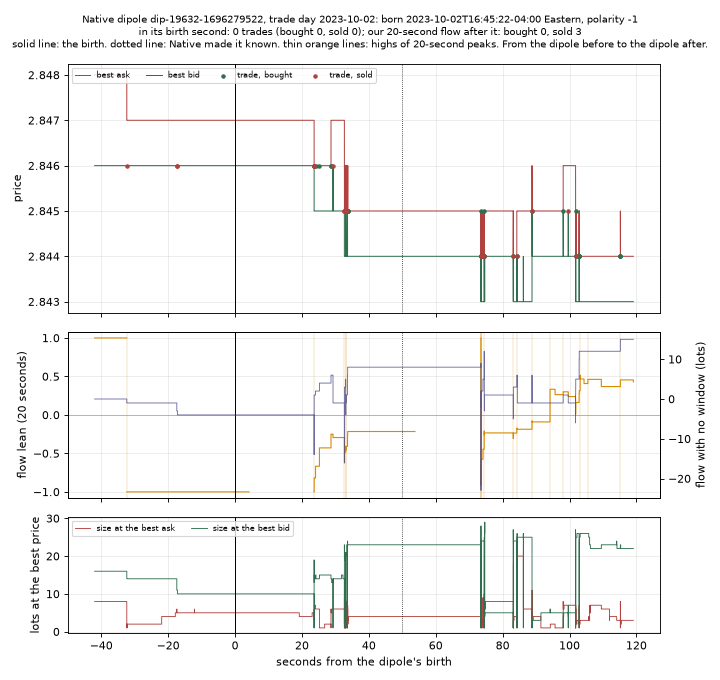 Native dipole dip-19632-1696279522, trade day 2023-10-02: born 2023-10-02T16:45:22-04:00 Eastern, polarity -1
in its birth second: 0 trades (bought 0, sold 0); our 20-second flow after it: bought 0, sold 3
solid line: the birth. dotted line: Native made it known. thin orange lines: highs of 20-second peaks. From the dipole before to the dipole after.
best ask best bid trade, bought trade, sold
2.848
2.847
2.846
2.845
2.844
2.843
price
1.0
0.5
0.0
−0.5
−1.0
flow lean (20 seconds)
10
0
−10
−20
flow with no window (lots)
size at the best ask size at the best bid
30
20
10
0
lots at the best price
−40 −20 0 20 40 60 80 100 120
seconds from the dipole's birth